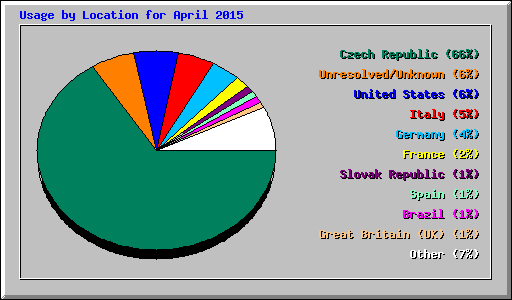 Usage by Location for April 2015
Czech Republic (66%)
Unresolved/Unknown (6%)
United States (6%)
Italy (5%)
Germany (4%)
France (2%)
Slovak Republic (1%)
Spain (1%)
Brazil (1%)
Great Britain (UK) (1%)
Other (7%)